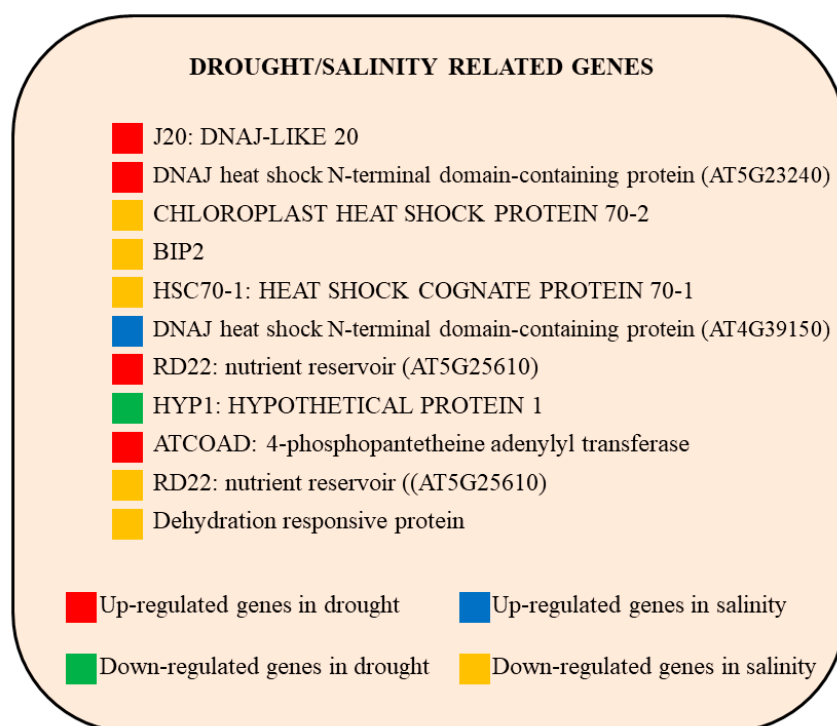 DROUGHT/SALINITY RELATED GENES
J20: DNAJ-LIKE 20
DNAJ heat shock N-terminal domain-containing protein (AT5G23240)
CHLOROPLAST HEAT SHOCK PROTEIN 70-2
BIP2
HSC70-1: HEAT SHOCK COGNATE PROTEIN 70-1
DNAJ heat shock N-terminal domain-containing protein (AT4G39150)
RD22: nutrient reservoir (AT5G25610)
HYP1: HYPOTHETICAL PROTEIN 1
ATCOAD: 4-phosphopantetheine adenylyl transferase
RD22: nutrient reservoir ((AT5G25610)
Dehydration responsive protein
Up-regulated genes in drought
Up-regulated genes in salinity
Down-regulated genes in drought
Down-regulated genes in salinity